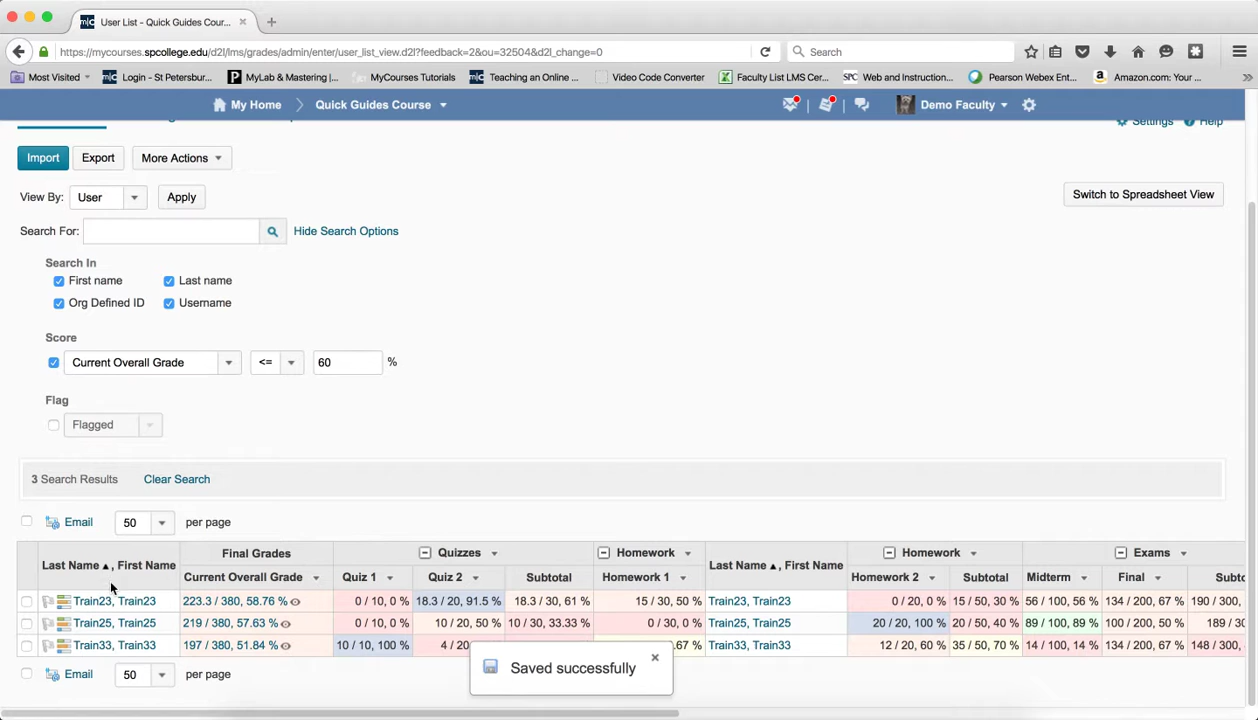 User List - Quick Guides Cour...
https://mycourses.spcollege.edu/d2l/lms/grades/admin/enter/user_list_view.d2l?feedback=2&ou=32504&d2l_change=0
Search
Most Visited
Login - St Petersbur...
MyLab & Mastering |...
MyCourses Tutorials
Teaching an Online ...
Video Code Converter
Faculty List LMS Cer...
Web and Instruction...
Pearson Webex Ent...
Amazon.com: Your ...
My Home
Quick Guides Course
Demo Faculty
Settings
Help
Import
Export
More Actions
View By:
User
Apply
Switch to Spreadsheet View
Search For:
Hide Search Options
Search In
First name
Last name
Org Defined ID
Username
Score
Current Overall Grade
<=
60
%
Flag
Flagged
3 Search Results
Clear Search
Email
50
per page
Last Name ▲, First Name
Final Grades
Quizzes
Homework
Last Name ▲, First Name
Homework
Exams
Current Overall Grade
Quiz 1
Quiz 2
Subtotal
Homework 1
Homework 2
Subtotal
Midterm
Final
Subto
Train23, Train23 223.3 / 380, 58.76 % 0 / 10, 0 % 18.3 / 20, 91.5 % 18.3 / 30, 61 % 15 / 30, 50 % Train23, Train23 0 / 20, 0 % 15 / 50, 30 % 56 / 100, 56 % 134 / 200, 67 % 190 / 300,
Train25, Train25 219 / 380, 57.63 % 0 / 10, 0 % 10 / 20, 50 % 10 / 30, 33.33 % 0 / 30, 0 % Train25, Train25 20 / 20, 100 % 20 / 50, 40 % 89 / 100, 89 % 100 / 200, 50 % 189 / 30
Train33, Train33 197 / 380, 51.84 % 10 / 10, 100 % 4 / 20 .67 % Train33, Train33 12 / 20, 60 % 35 / 50, 70 % 14 / 100, 14 % 134 / 200, 67 % 148 / 300,
Saved successfully
Email
50
per page